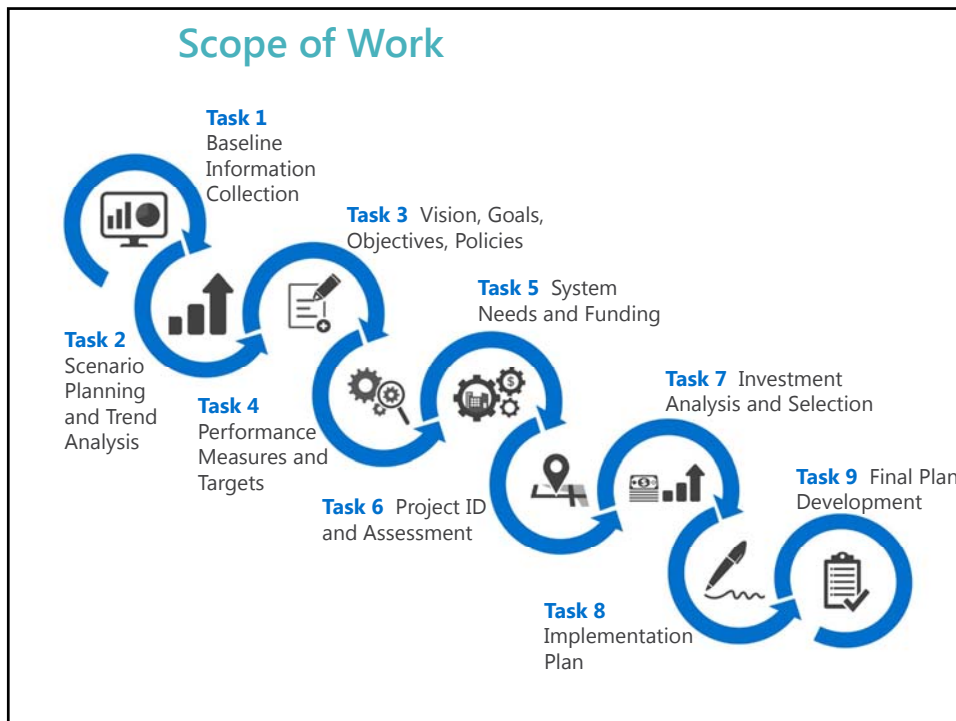 Scope of Work
Task 1
Baseline
Information
Collection
Task 2
Scenario
Planning
and Trend
Analysis
Task 3 Vision, Goals,
Objectives, Policies
Task 4
Performance
Measures and
Targets
Task 5 System
Needs and Funding
Task 6 Project ID
and Assessment
Task 7 Investment
Analysis and Selection
Task 8
Implementation
Plan
Task 9 Final Plan
Development